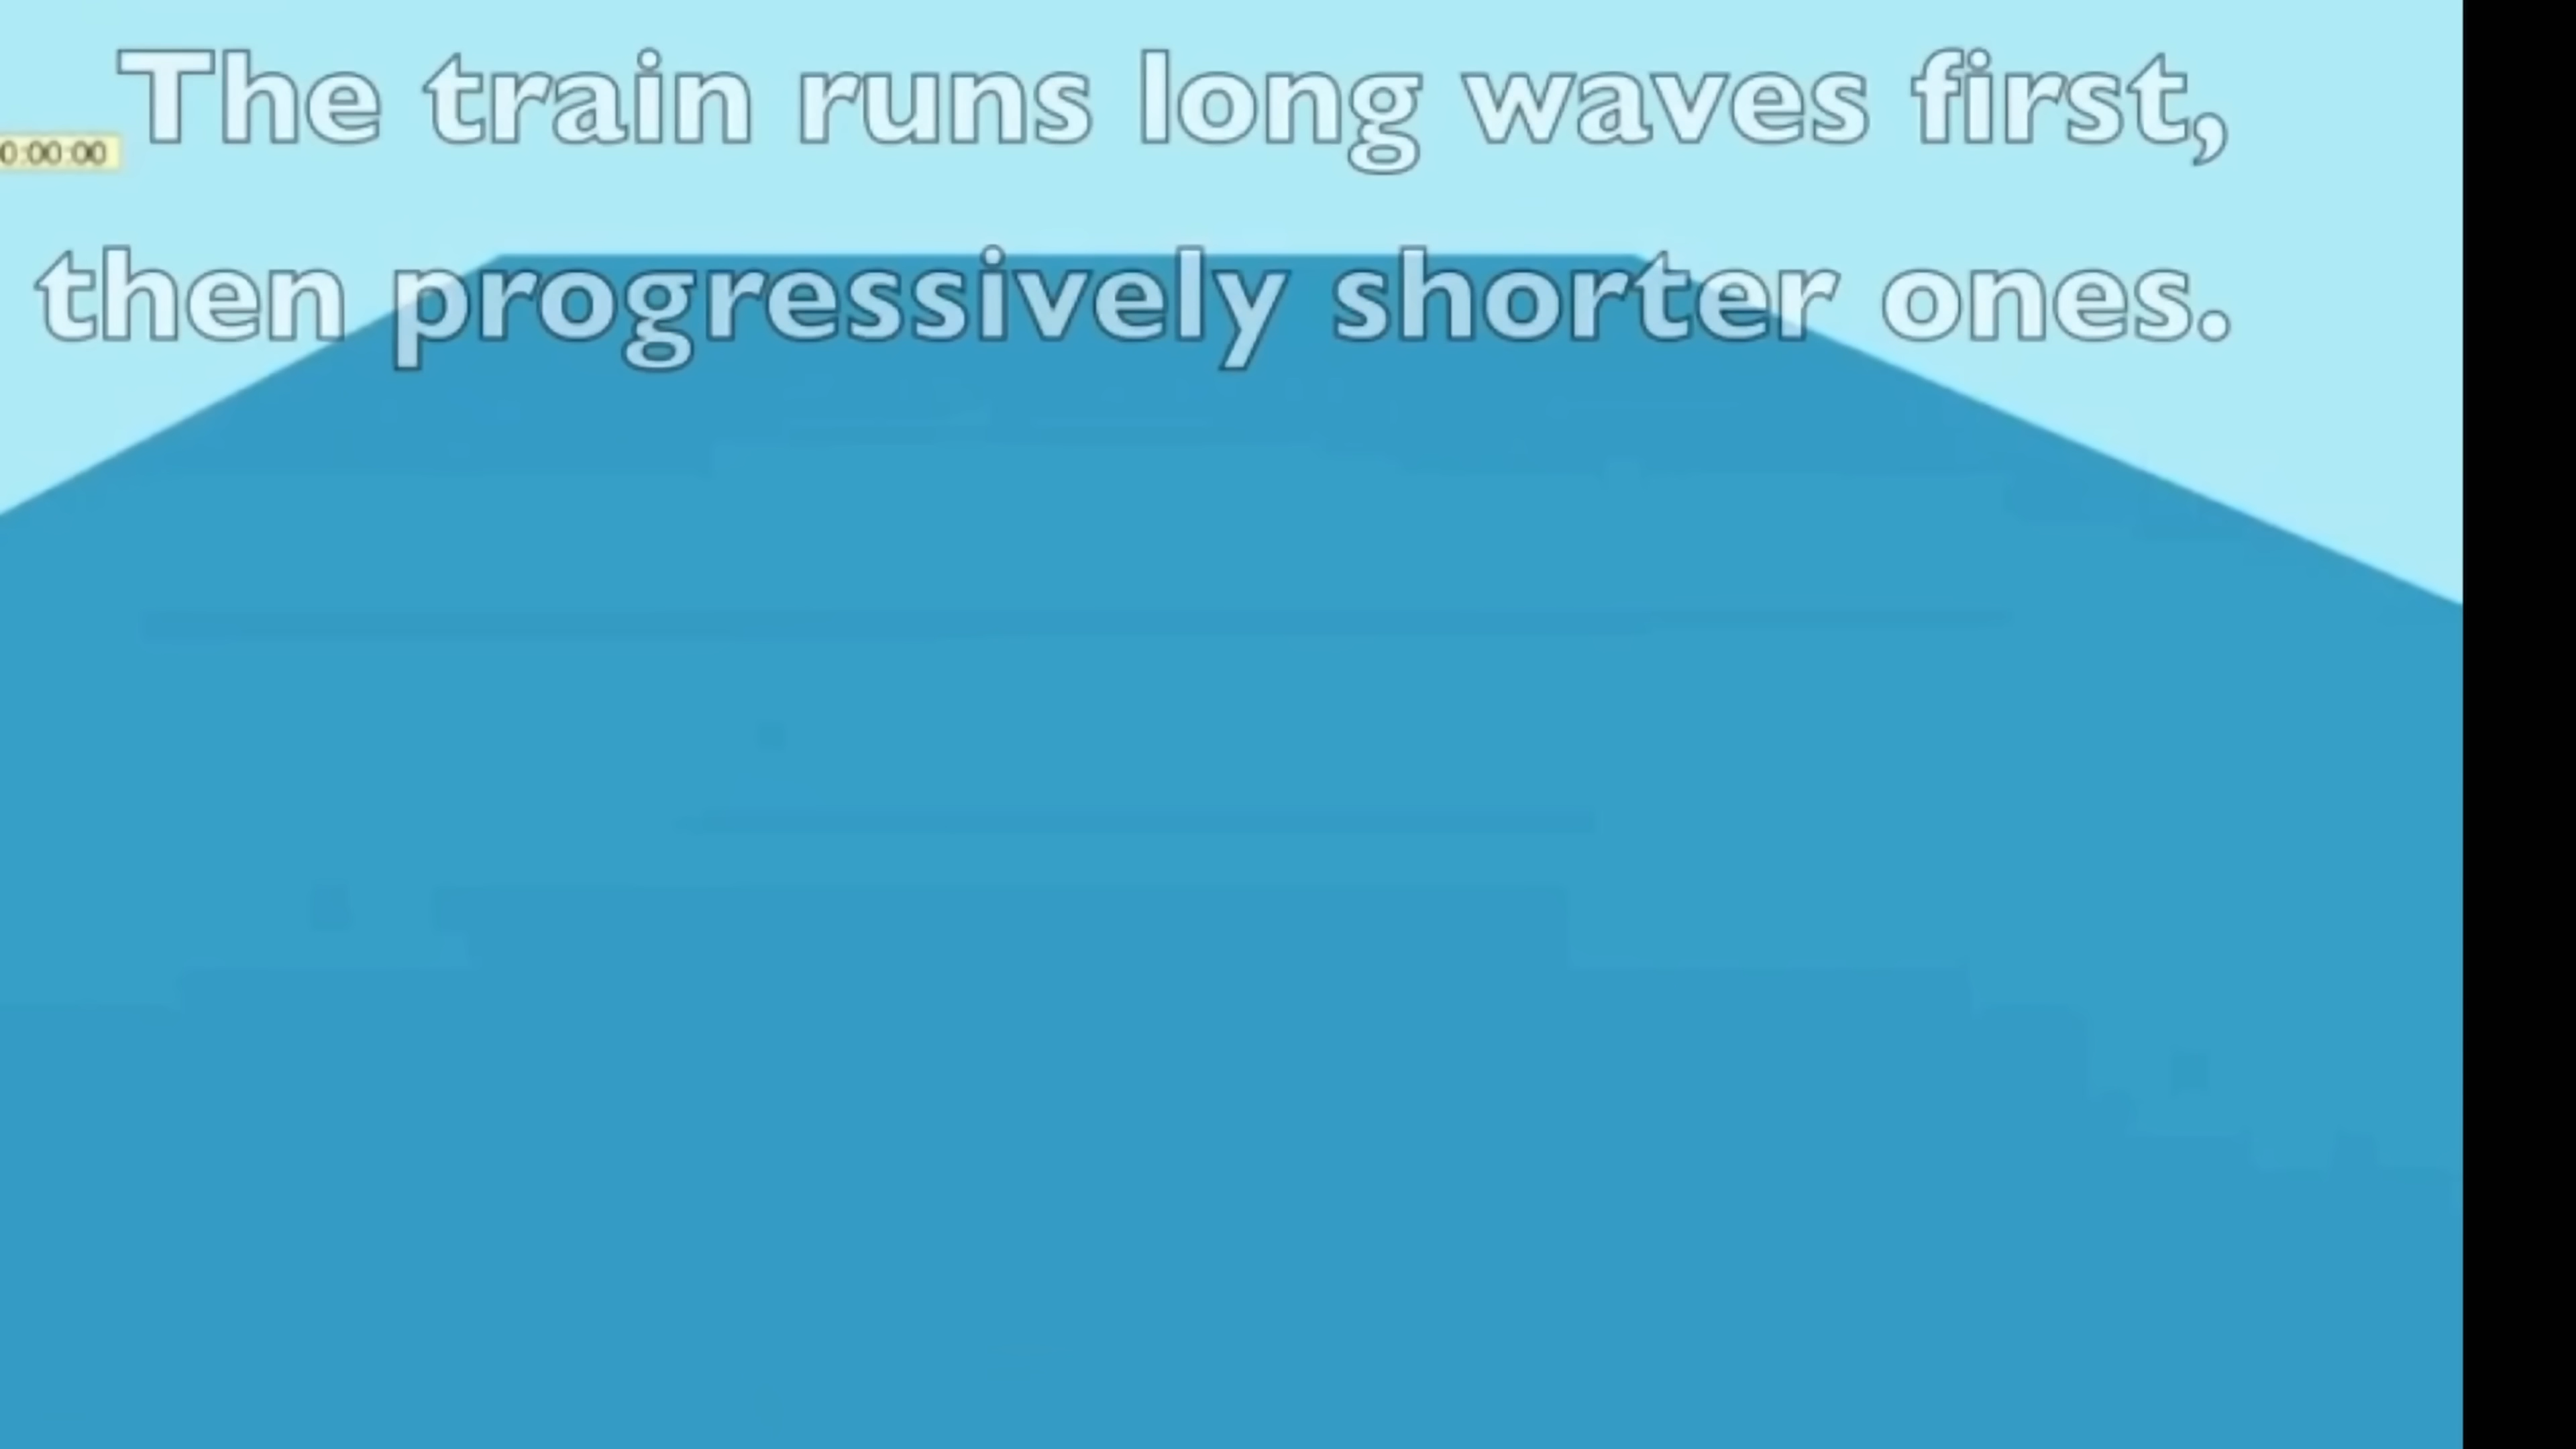 The train runs long waves first,
0:00:00
then progressively shorter ones.